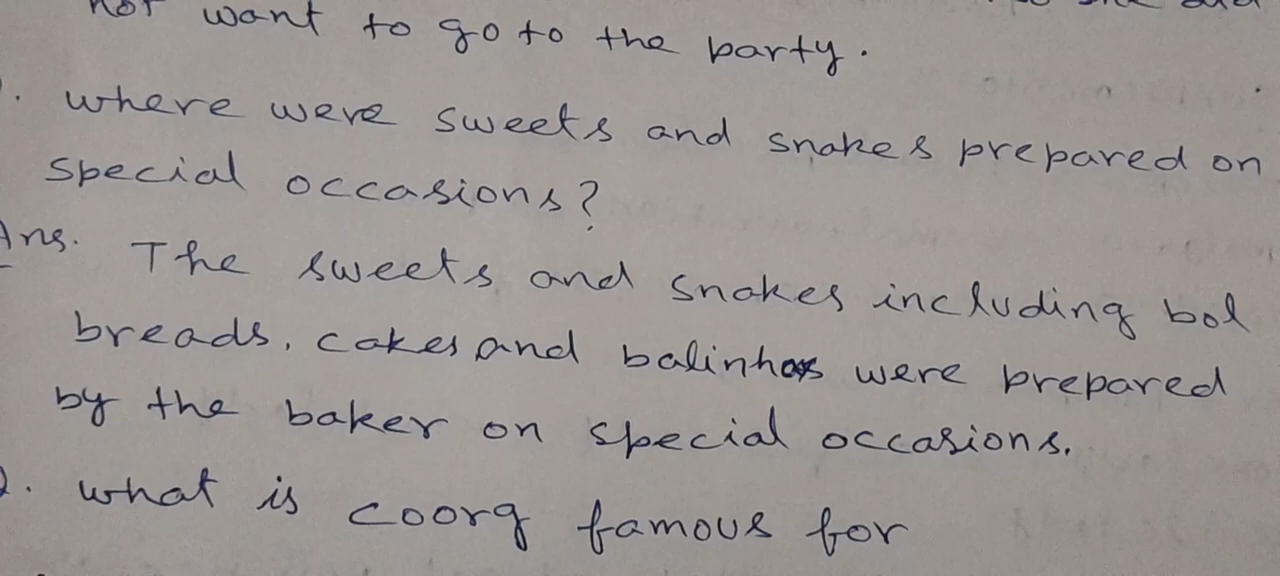 not want to go to the party.
. where were sweets and snakes prepared on
special occasions?
Ans. The sweets and snakes including bol
breads, cakes and balinhas were prepared
by the baker on special occasions.
. what is coorg famous for